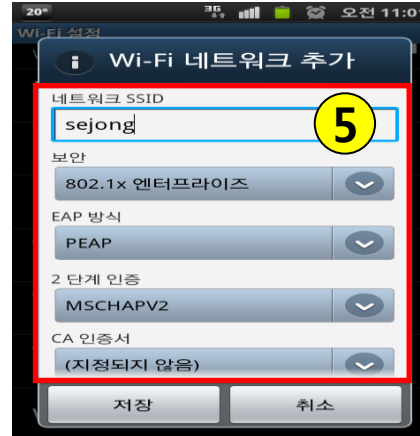 20° 3G 오전 11:01
Wi-Fi 설정
Wi-Fi 네트워크 추가
네트워크 SSID
sejong
5
보안
802.1x 엔터프라이즈
EAP 방식
PEAP
2 단계 인증
MSCHAPV2
CA 인증서
(지정되지 않음)
저장 취소